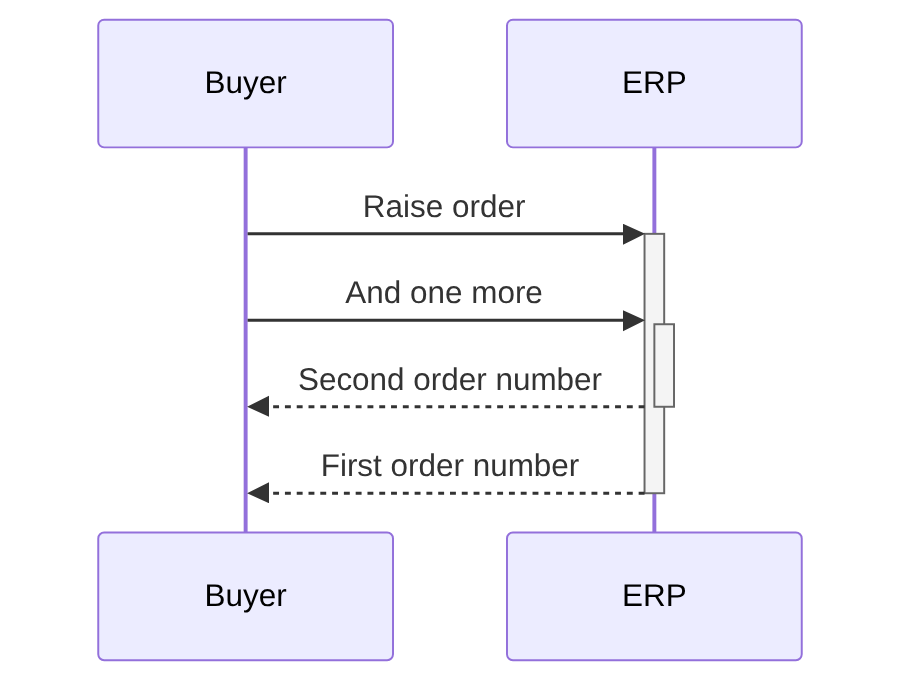 Buyer
ERP
Raise order
And one more
Second order number
First order number
Buyer
ERP